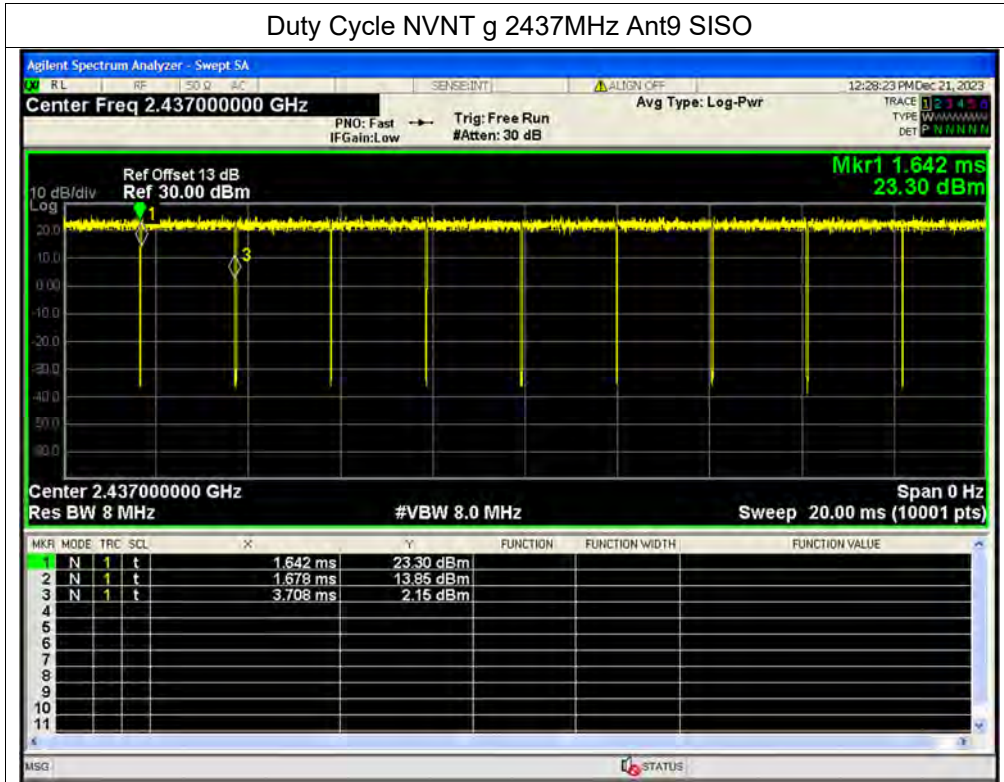 Duty Cycle NVNT g 2437MHz Ant9 SISO
Agilent Spectrum Analyzer - Swept SA
RL RF 50 Ω AC SENSE:INT ALIGN OFF 12:28:23 PM Dec 21, 2023
Center Freq 2.437000000 GHz Avg Type: Log-Pwr TRACE 1 2 3 4 5 6
PNO: Fast Trig: Free Run TYPE WWWWWW
IFGain:Low #Atten: 30 dB DET P N N N N N
Mkr1 1.642 ms
Ref Offset 13 dB
10 dB/div Ref 30.00 dBm 23.30 dBm
Log
1
20.0
10.0
3
0.00
-10.0
-20.0
-30.0
-40.0
-50.0
-60.0
Center 2.437000000 GHz Span 0 Hz
Res BW 8 MHz #VBW 8.0 MHz Sweep 20.00 ms (10001 pts)
MKR MODE TRC SCL X Y FUNCTION FUNCTION WIDTH FUNCTION VALUE
1 N 1 t 1.642 ms 23.30 dBm
2 N 1 t 1.678 ms 13.85 dBm
3 N 1 t 3.708 ms 2.15 dBm
4
5
6
7
8
9
10
11
MSG STATUS